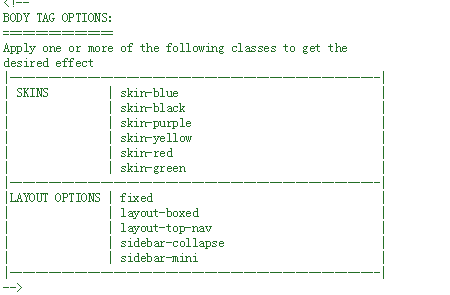 <!--
BODY TAG OPTIONS:
=================
Apply one or more of the following classes to get the
desired effect
|---------------------------------------------------------|
| SKINS | skin-blue |
| | skin-black |
| | skin-purple |
| | skin-yellow |
| | skin-red |
| | skin-green |
|---------------------------------------------------------|
|LAYOUT OPTIONS | fixed |
| | layout-boxed |
| | layout-top-nav |
| | sidebar-collapse |
| | sidebar-mini |
|---------------------------------------------------------|
-->